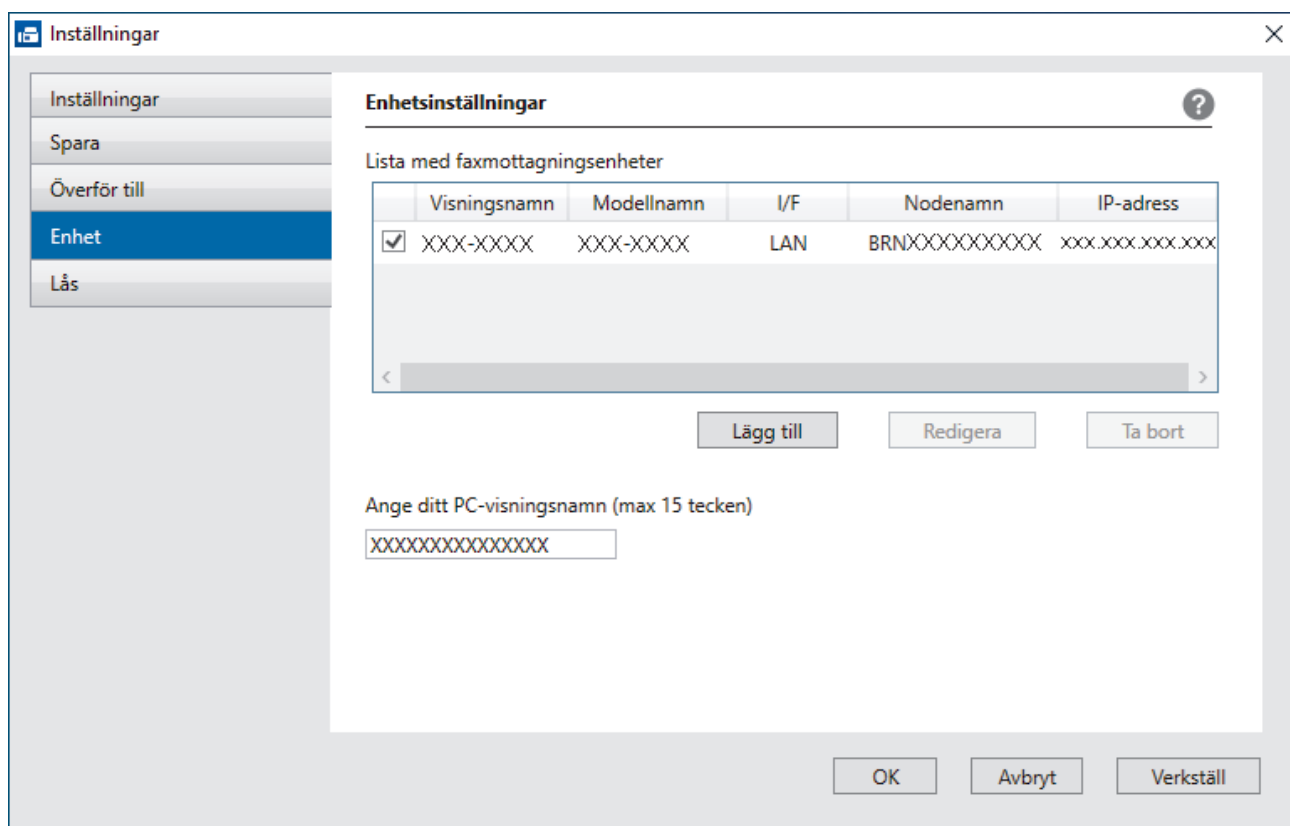 Inställningar
Inställningar
Spara
Överför till
Enhet
Lås
Enhetsinställningar
?
Lista med faxmottagningsenheter
Visningsnamn Modellnamn I/F Nodenamn IP-adress
XXX-XXXX XXX-XXXX LAN BRNXXXXXXXXX XXX.XXX.XXX.XXX
Lägg till Redigera Ta bort
Ange ditt PC-visningsnamn (max 15 tecken)
XXXXXXXXXXXXXXX
OK Avbryt Verkställ